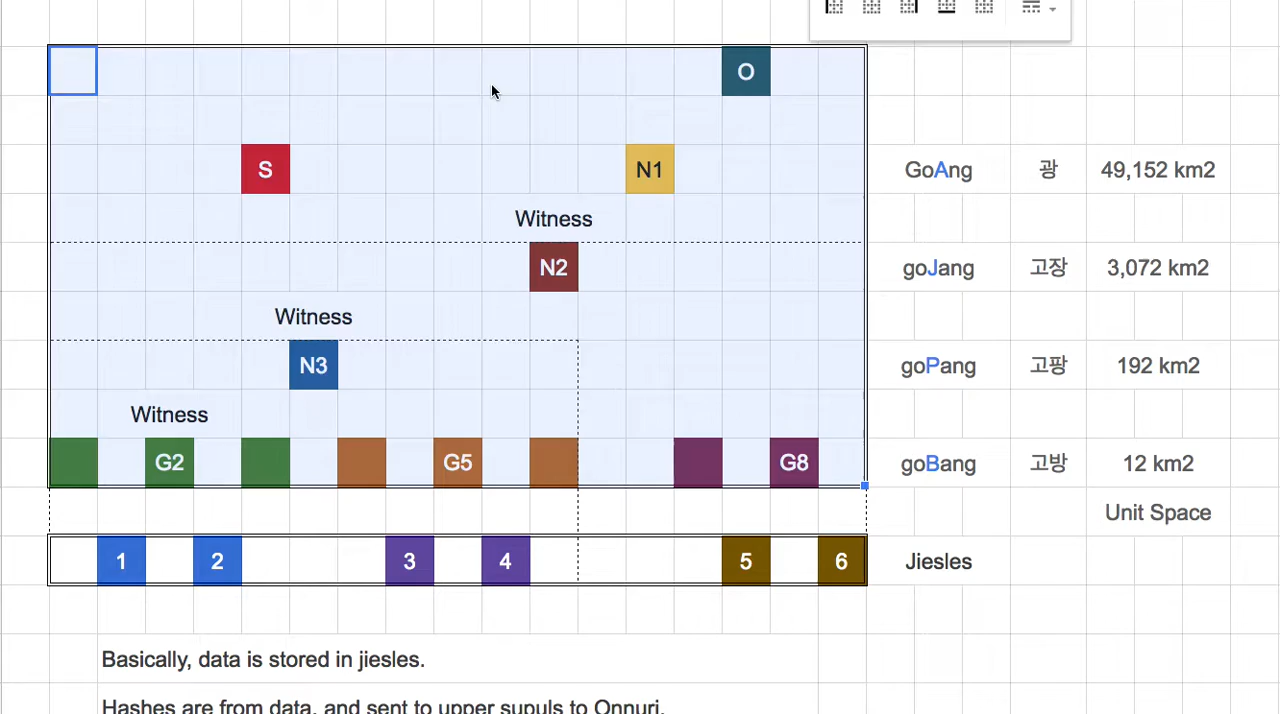 O
S N1 GoAng 광 49,152 km2
Witness
N2 goJang 고장 3,072 km2
Witness
N3 goPang 고팡 192 km2
Witness
G2 G5 G8 goBang 고방 12 km2
Unit Space
1 2 3 4 5 6 Jiesles
Basically, data is stored in jiesles.
Hashes are from data, and sent to upper supuls to Onnuri.